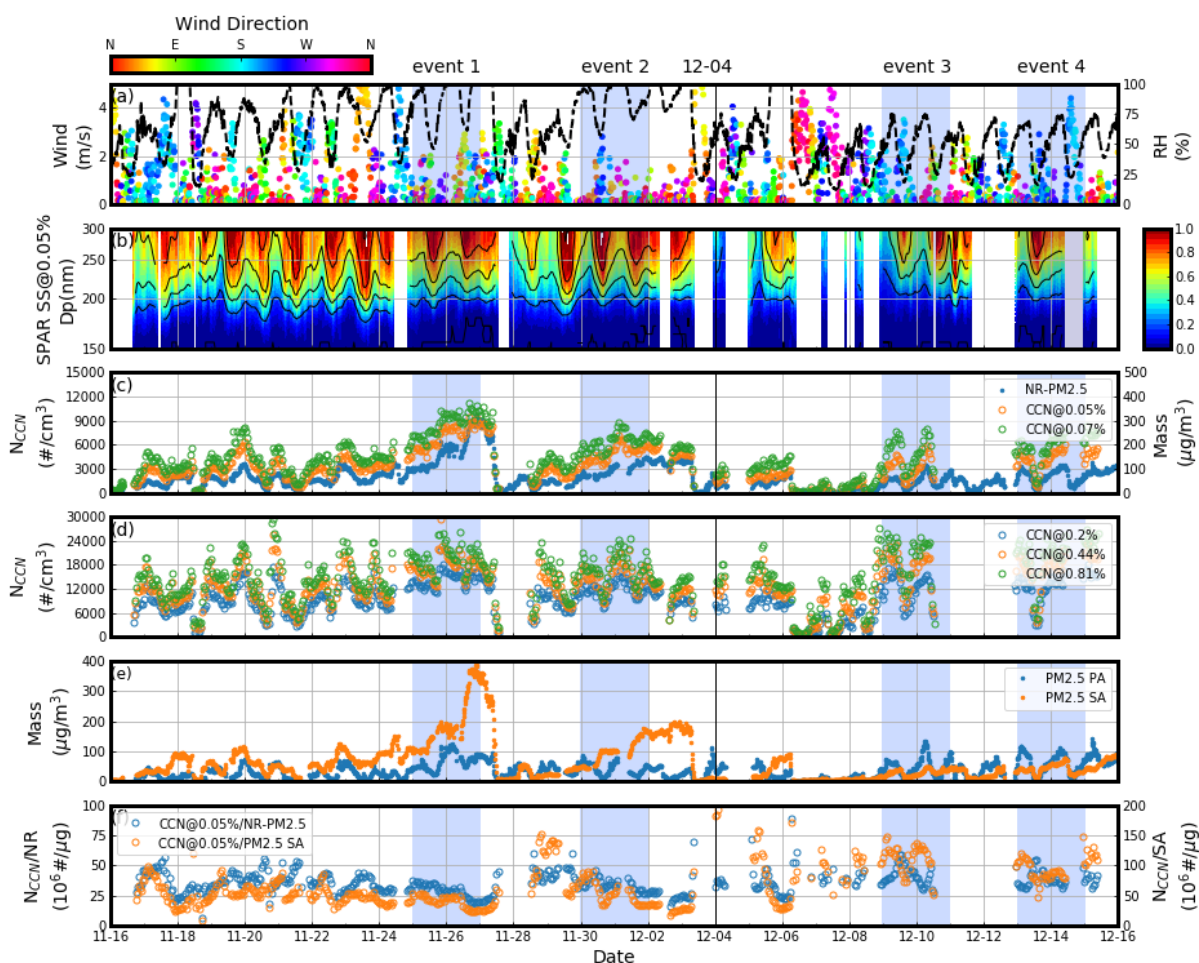 Wind Direction
N E S W N
event 1 event 2 12-04 event 3 event 4
(a)
Wind
(m/s)
4
2
0
RH
(%)
100
75
50
25
0
(b)
SPAR SS@0.05%
Dp(nm)
300
250
200
150
1.0
0.8
0.6
0.4
0.2
0.0
(c)
N_CCN
(#/cm³)
15000
12000
9000
6000
3000
0
NR-PM2.5
CCN@0.05%
CCN@0.07%
Mass
(μg/m³)
500
400
300
200
100
0
(d)
N_CCN
(#/cm³)
30000
24000
18000
12000
6000
0
CCN@0.2%
CCN@0.44%
CCN@0.81%
(e)
Mass
(μg/m³)
400
300
200
100
0
PM2.5 PA
PM2.5 SA
(f)
N_CCN/NR
(10⁶#/μg)
100
75
50
25
0
CCN@0.05%/NR-PM2.5
CCN@0.05%/PM2.5 SA
N_CCN/SA
(10⁶#/μg)
200
150
100
50
0
11-16 11-18 11-20 11-22 11-24 11-26 11-28 11-30 12-02 12-04 12-06 12-08 12-10 12-12 12-14 12-16
Date